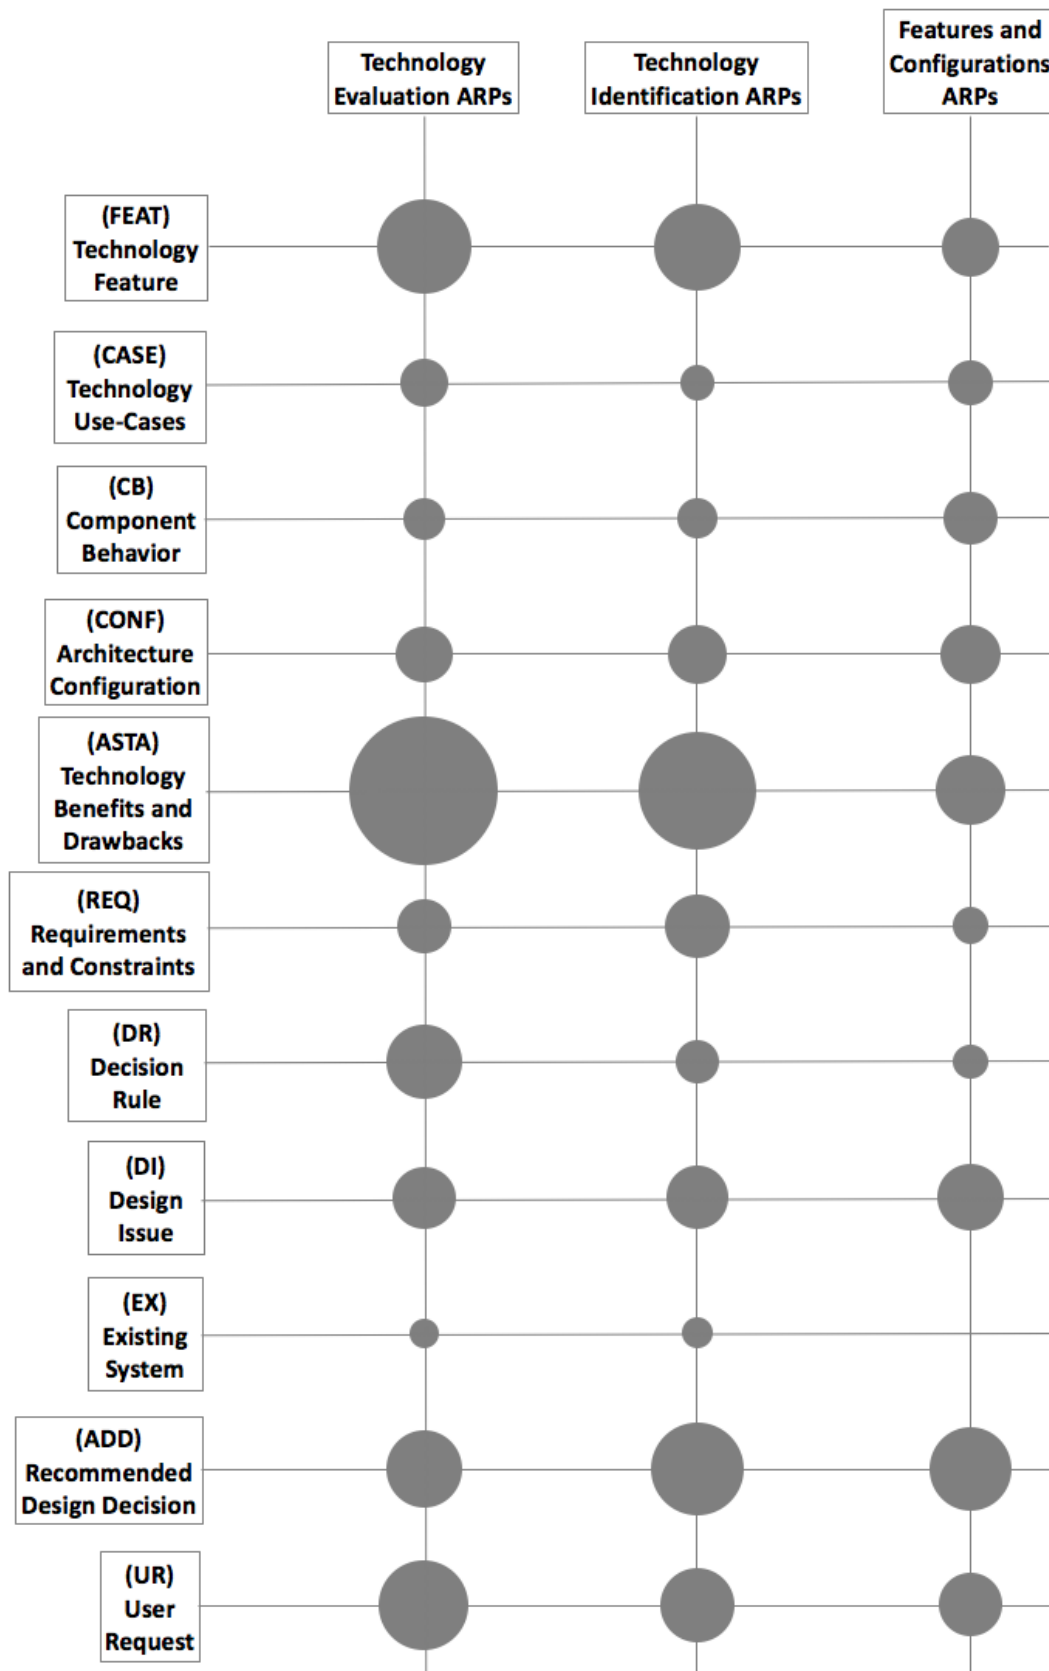 Technology
Evaluation ARPs
Technology
Identification ARPs
Features and
Configurations
ARPs
(FEAT)
Technology
Feature
(CASE)
Technology
Use-Cases
(CB)
Component
Behavior
(CONF)
Architecture
Configuration
(ASTA)
Technology
Benefits and
Drawbacks
(REQ)
Requirements
and Constraints
(DR)
Decision
Rule
(DI)
Design
Issue
(EX)
Existing
System
(ADD)
Recommended
Design Decision
(UR)
User
Request